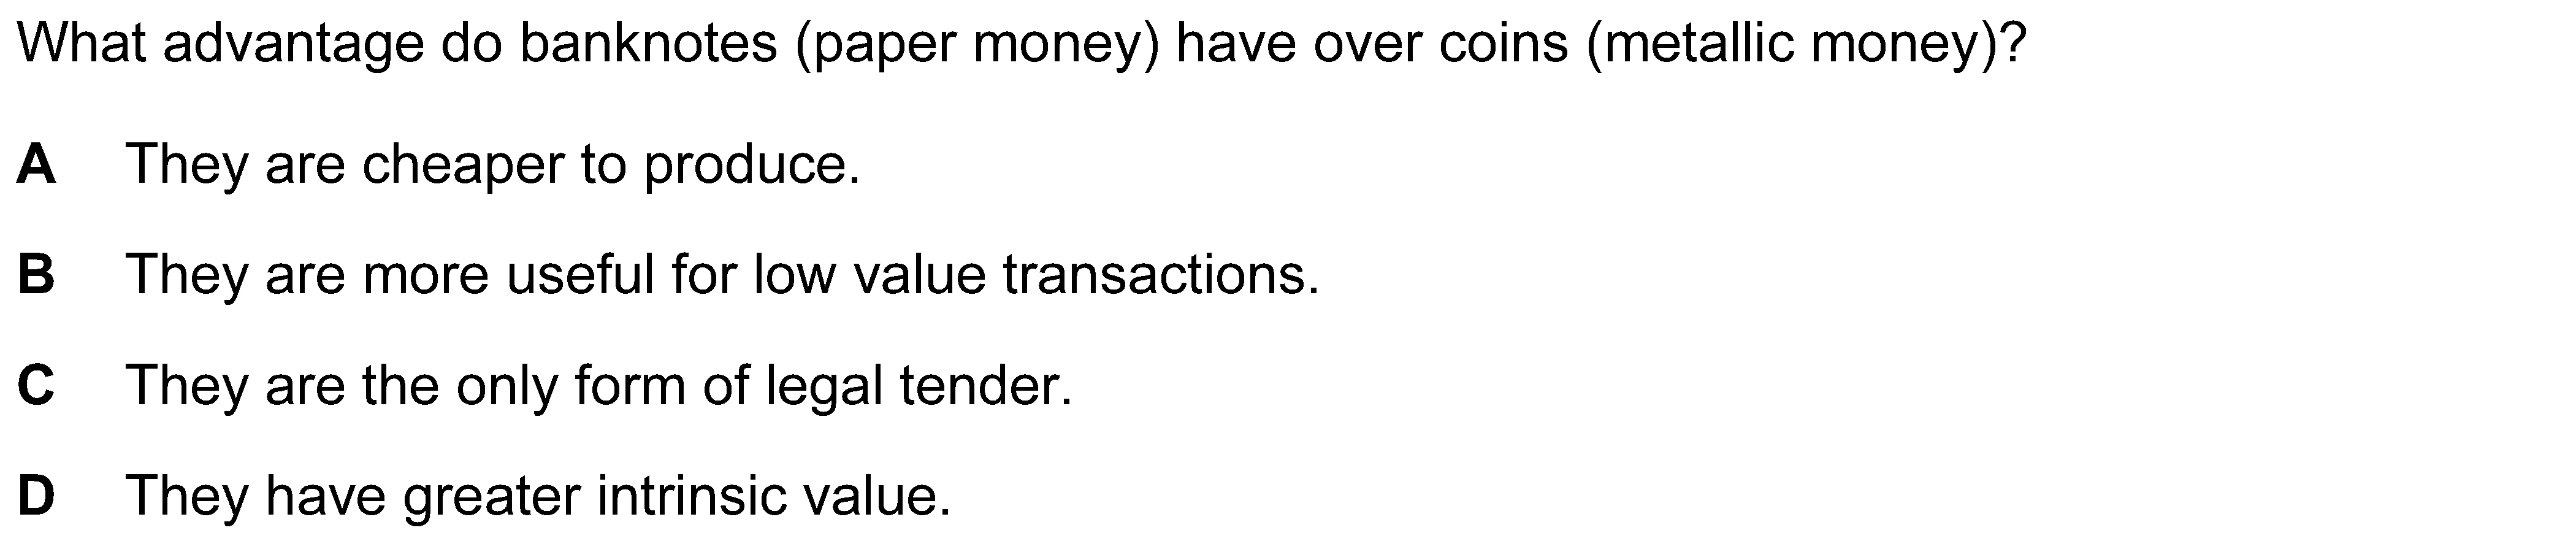 What advantage do banknotes (paper money) have over coins (metallic money)?
A They are cheaper to produce.
B They are more useful for low value transactions.
C They are the only form of legal tender.
D They have greater intrinsic value.